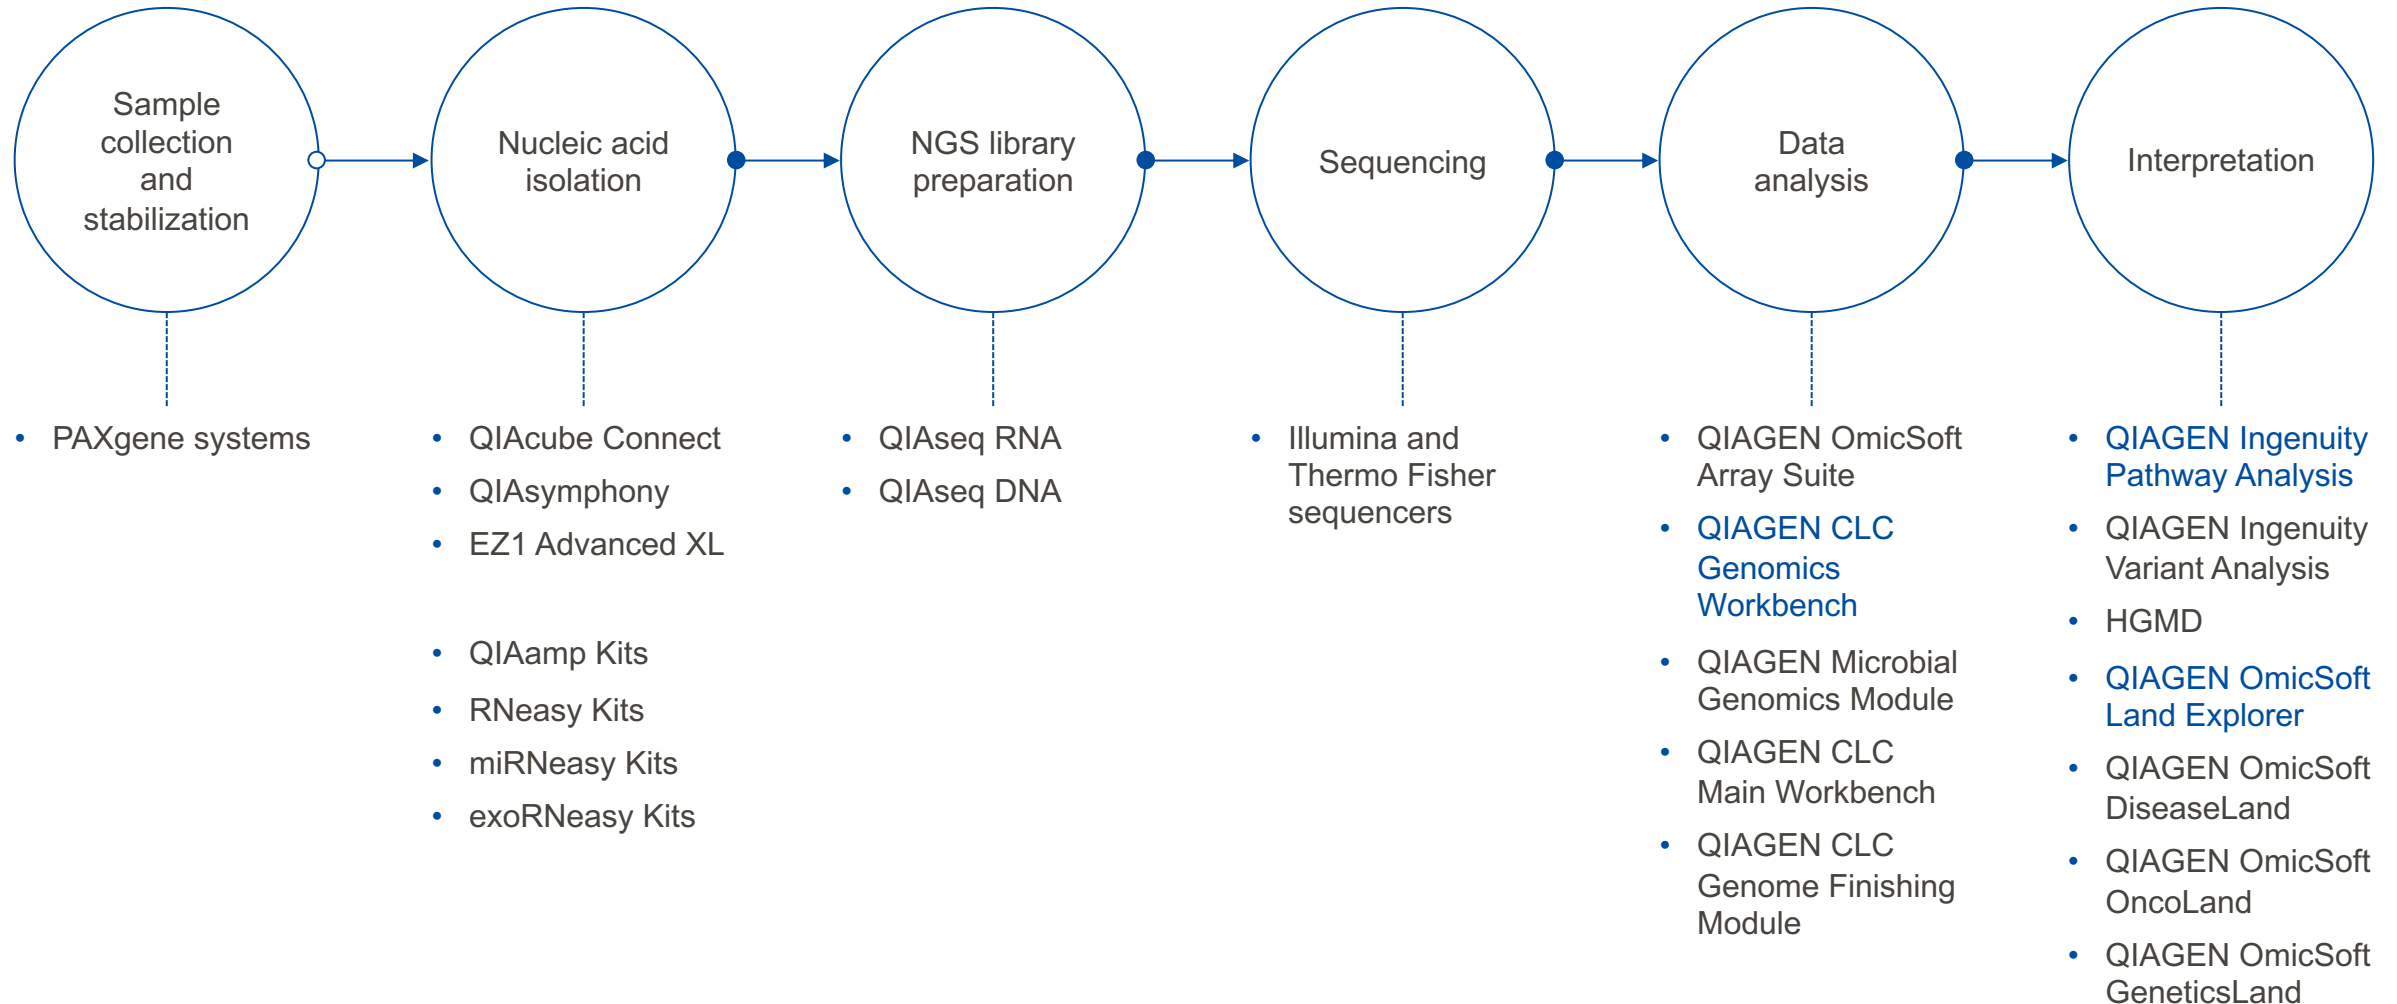 Sample
collection
and
stabilization
Nucleic acid
isolation
NGS library
preparation
Sequencing
Data
analysis
Interpretation
• PAXgene systems
• QIAcube Connect
• QIAsymphony
• EZ1 Advanced XL
• QIAamp Kits
• RNeasy Kits
• miRNeasy Kits
• exoRNeasy Kits
• QIAseq RNA
• QIAseq DNA
• Illumina and
Thermo Fisher
sequencers
• QIAGEN OmicSoft
Array Suite
• QIAGEN CLC
Genomics
Workbench
• QIAGEN Microbial
Genomics Module
• QIAGEN CLC
Main Workbench
• QIAGEN CLC
Genome Finishing
Module
• QIAGEN Ingenuity
Pathway Analysis
• QIAGEN Ingenuity
Variant Analysis
• HGMD
• QIAGEN OmicSoft
Land Explorer
• QIAGEN OmicSoft
DiseaseLand
• QIAGEN OmicSoft
OncoLand
• QIAGEN OmicSoft
GeneticsLand